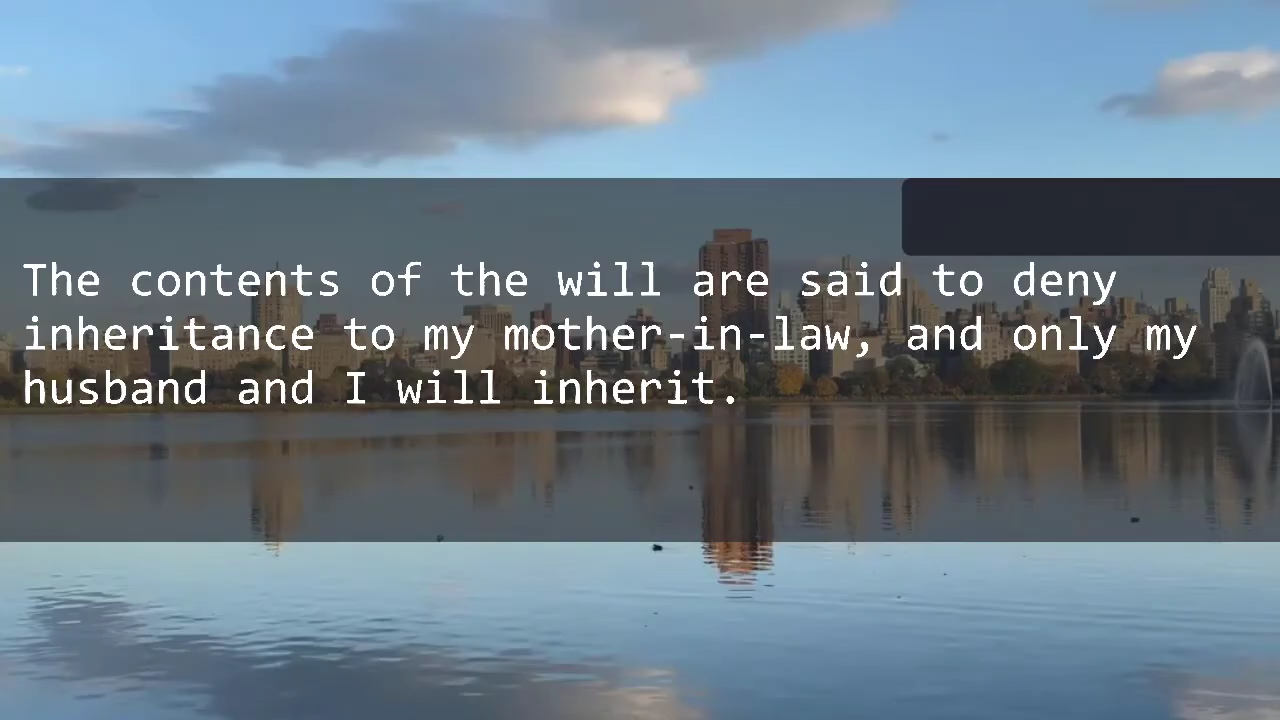 The contents of the will are said to deny
inheritance to my mother-in-law, and only my
husband and I will inherit.